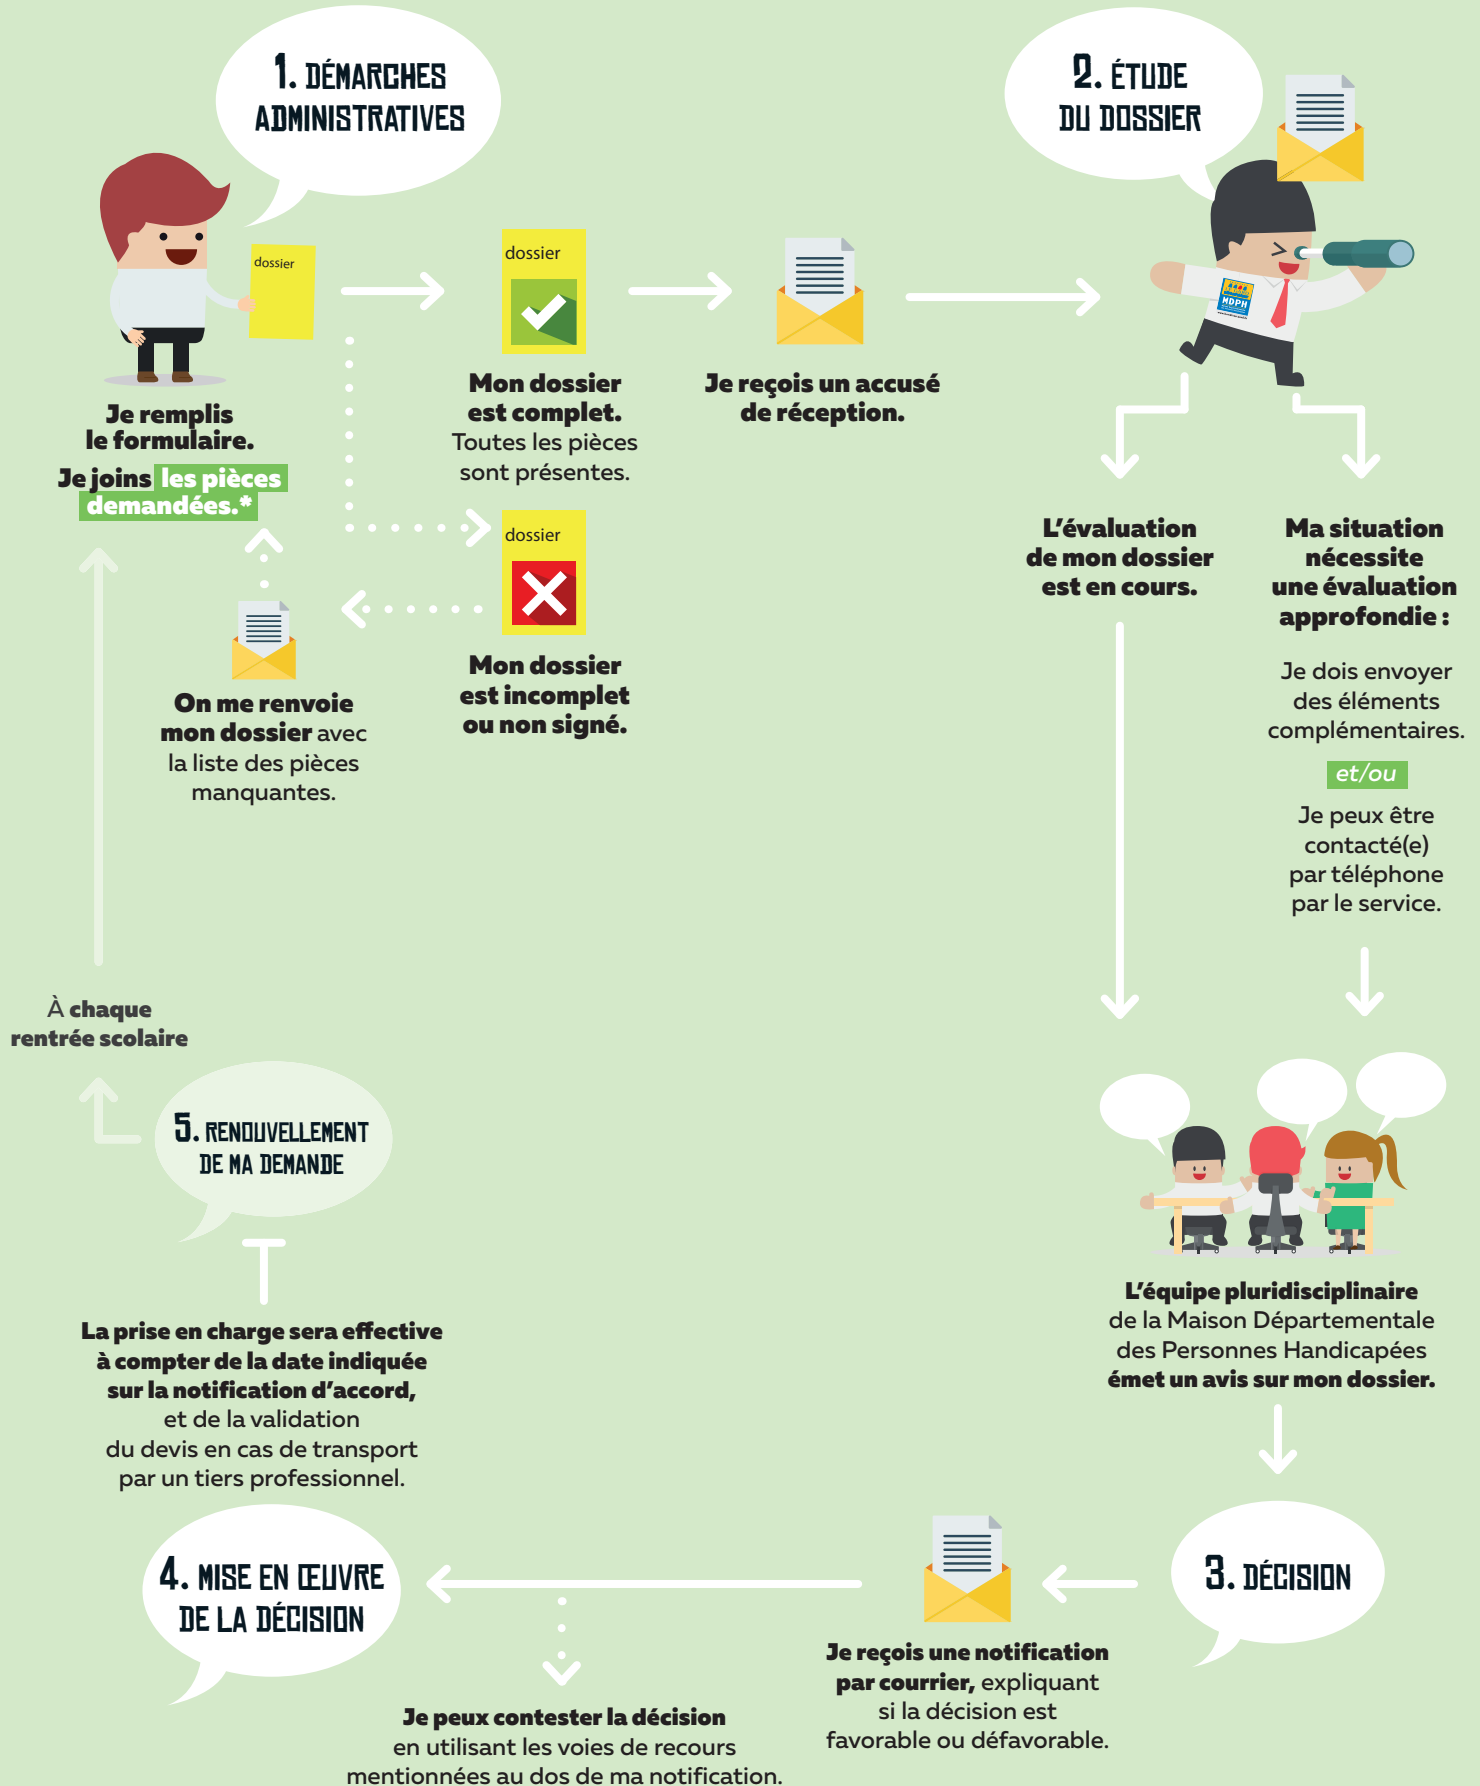 1. DÉMARCHES
ADMINISTRATIVES
dossier
Je remplis
le formulaire.
Je joins les pièces
demandées.*
dossier
Mon dossier
est complet.
Toutes les pièces
sont présentes.
Je reçois un accusé
de réception.
dossier
Mon dossier
est incomplet
ou non signé.
On me renvoie
mon dossier avec
la liste des pièces
manquantes.
2. ÉTUDE
DU DOSSIER
MDPH
L'évaluation
de mon dossier
est en cours.
Ma situation
nécessite
une évaluation
approfondie :
Je dois envoyer
des éléments
complémentaires.
et/ou
Je peux être
contacté(e)
par téléphone
par le service.
L'équipe pluridisciplinaire
de la Maison Départementale
des Personnes Handicapées
émet un avis sur mon dossier.
3. DÉCISION
Je reçois une notification
par courrier, expliquant
si la décision est
favorable ou défavorable.
Je peux contester la décision
en utilisant les voies de recours
mentionnées au dos de ma notification.
4. MISE EN ŒUVRE
DE LA DÉCISION
La prise en charge sera effective
à compter de la date indiquée
sur la notification d'accord,
et de la validation
du devis en cas de transport
par un tiers professionnel.
5. RENOUVELLEMENT
DE MA DEMANDE
À chaque
rentrée scolaire